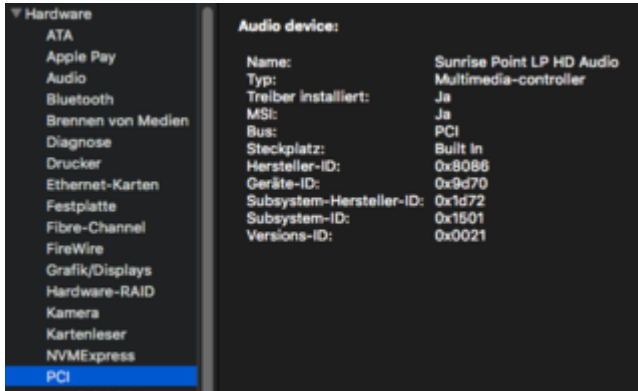 Hardware
ATA
Apple Pay
Audio
Bluetooth
Brennen von Medien
Diagnose
Drucker
Ethernet-Karten
Festplatte
Fibre-Channel
FireWire
Grafik/Displays
Hardware-RAID
Kamera
Kartenleser
NVMExpress
PCI
Audio device:
Name: Sunrise Point LP HD Audio
Typ: Multimedia-controller
Treiber installiert: Ja
MSI: Ja
Bus: PCI
Steckplatz: Built In
Hersteller-ID: 0x8086
Geräte-ID: 0x9d70
Subsystem-Hersteller-ID: 0x1d72
Subsystem-ID: 0x1501
Versions-ID: 0x0021